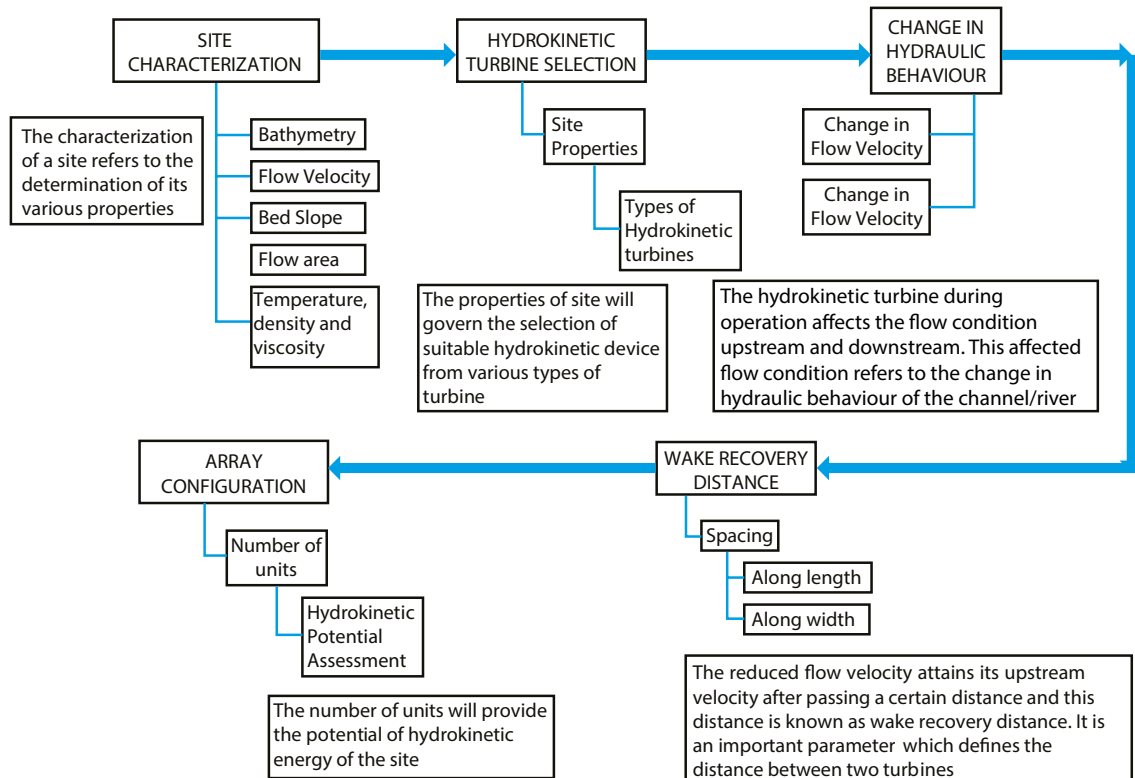 SITE
CHARACTERIZATION
The characterization
of a site refers to the
determination of its
various properties
Bathymetry
Flow Velocity
Bed Slope
Flow area
Temperature,
density and
viscosity
HYDROKINETIC
TURBINE SELECTION
Site
Properties
Types of
Hydrokinetic
turbines
The properties of site will
govern the selection of
suitable hydrokinetic device
from various types of
turbine
CHANGE IN
HYDRAULIC
BEHAVIOUR
Change in
Flow Velocity
Change in
Flow Velocity
The hydrokinetic turbine during
operation affects the flow condition
upstream and downstream. This affected
flow condition refers to the change in
hydraulic behaviour of the channel/river
WAKE RECOVERY
DISTANCE
Spacing
Along length
Along width
The reduced flow velocity attains its upstream
velocity after passing a certain distance and this
distance is known as wake recovery distance. It is
an important parameter which defines the
distance between two turbines
ARRAY
CONFIGURATION
Number of
units
Hydrokinetic
Potential
Assessment
The number of units will provide
the potential of hydrokinetic
energy of the site